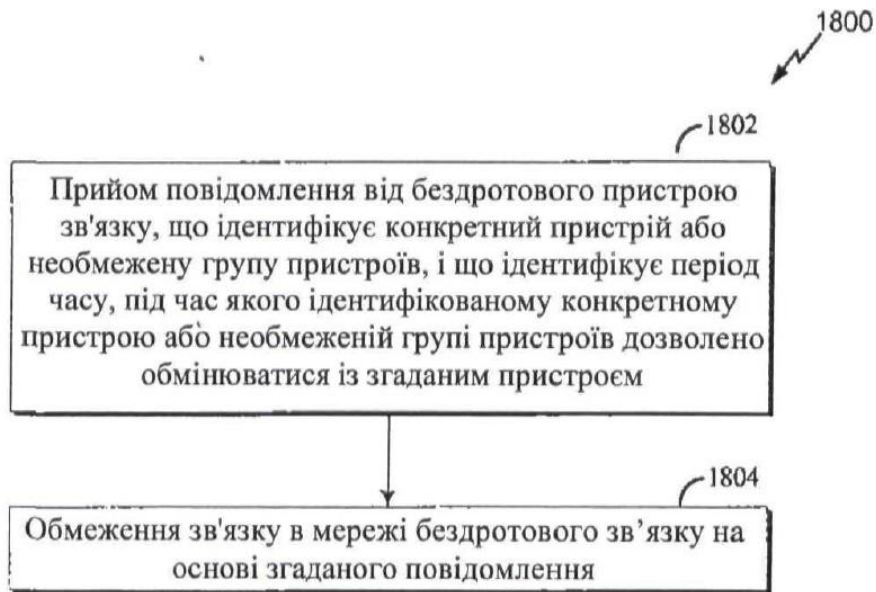 1800
1802
Прийом повідомлення від бездротового пристрою
зв'язку, що ідентифікує конкретний пристрій або
необмежену групу пристроїв, і що ідентифікує період
часу, під час якого ідентифікованому конкретному
пристрою або необмеженій групі пристроїв дозволено
обмінюватися із згаданим пристроєм
1804
Обмеження зв'язку в мережі бездротового зв’язку на
основі згаданого повідомлення